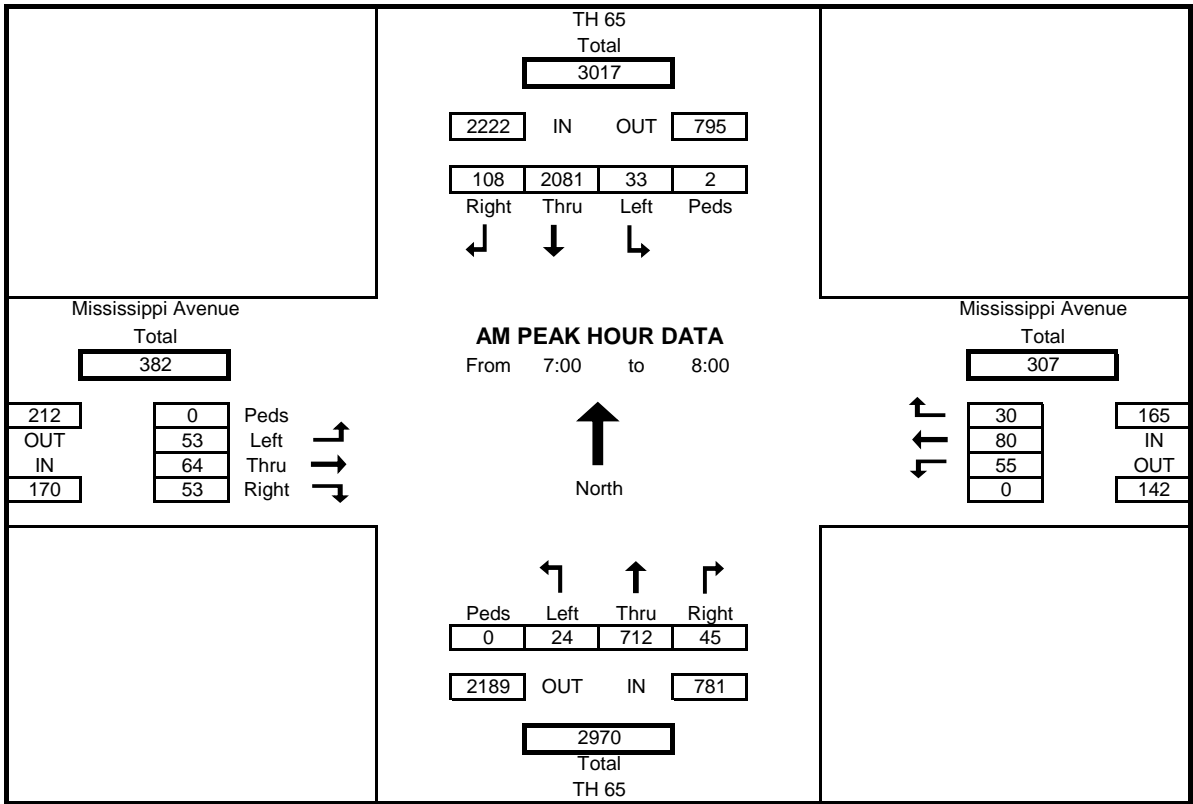 TH 65
Total
3017
2222 IN OUT 795
108 2081 33 2
Right Thru Left Peds
Mississippi Avenue
Total
382
212
OUT
IN
170
0 Peds
53 Left
64 Thru
53 Right
AM PEAK HOUR DATA
From 7:00 to 8:00
North
Mississippi Avenue
Total
307
30
80
55
0
165
IN
OUT
142
Peds Left Thru Right
0 24 712 45
2189 OUT IN 781
2970
Total
TH 65